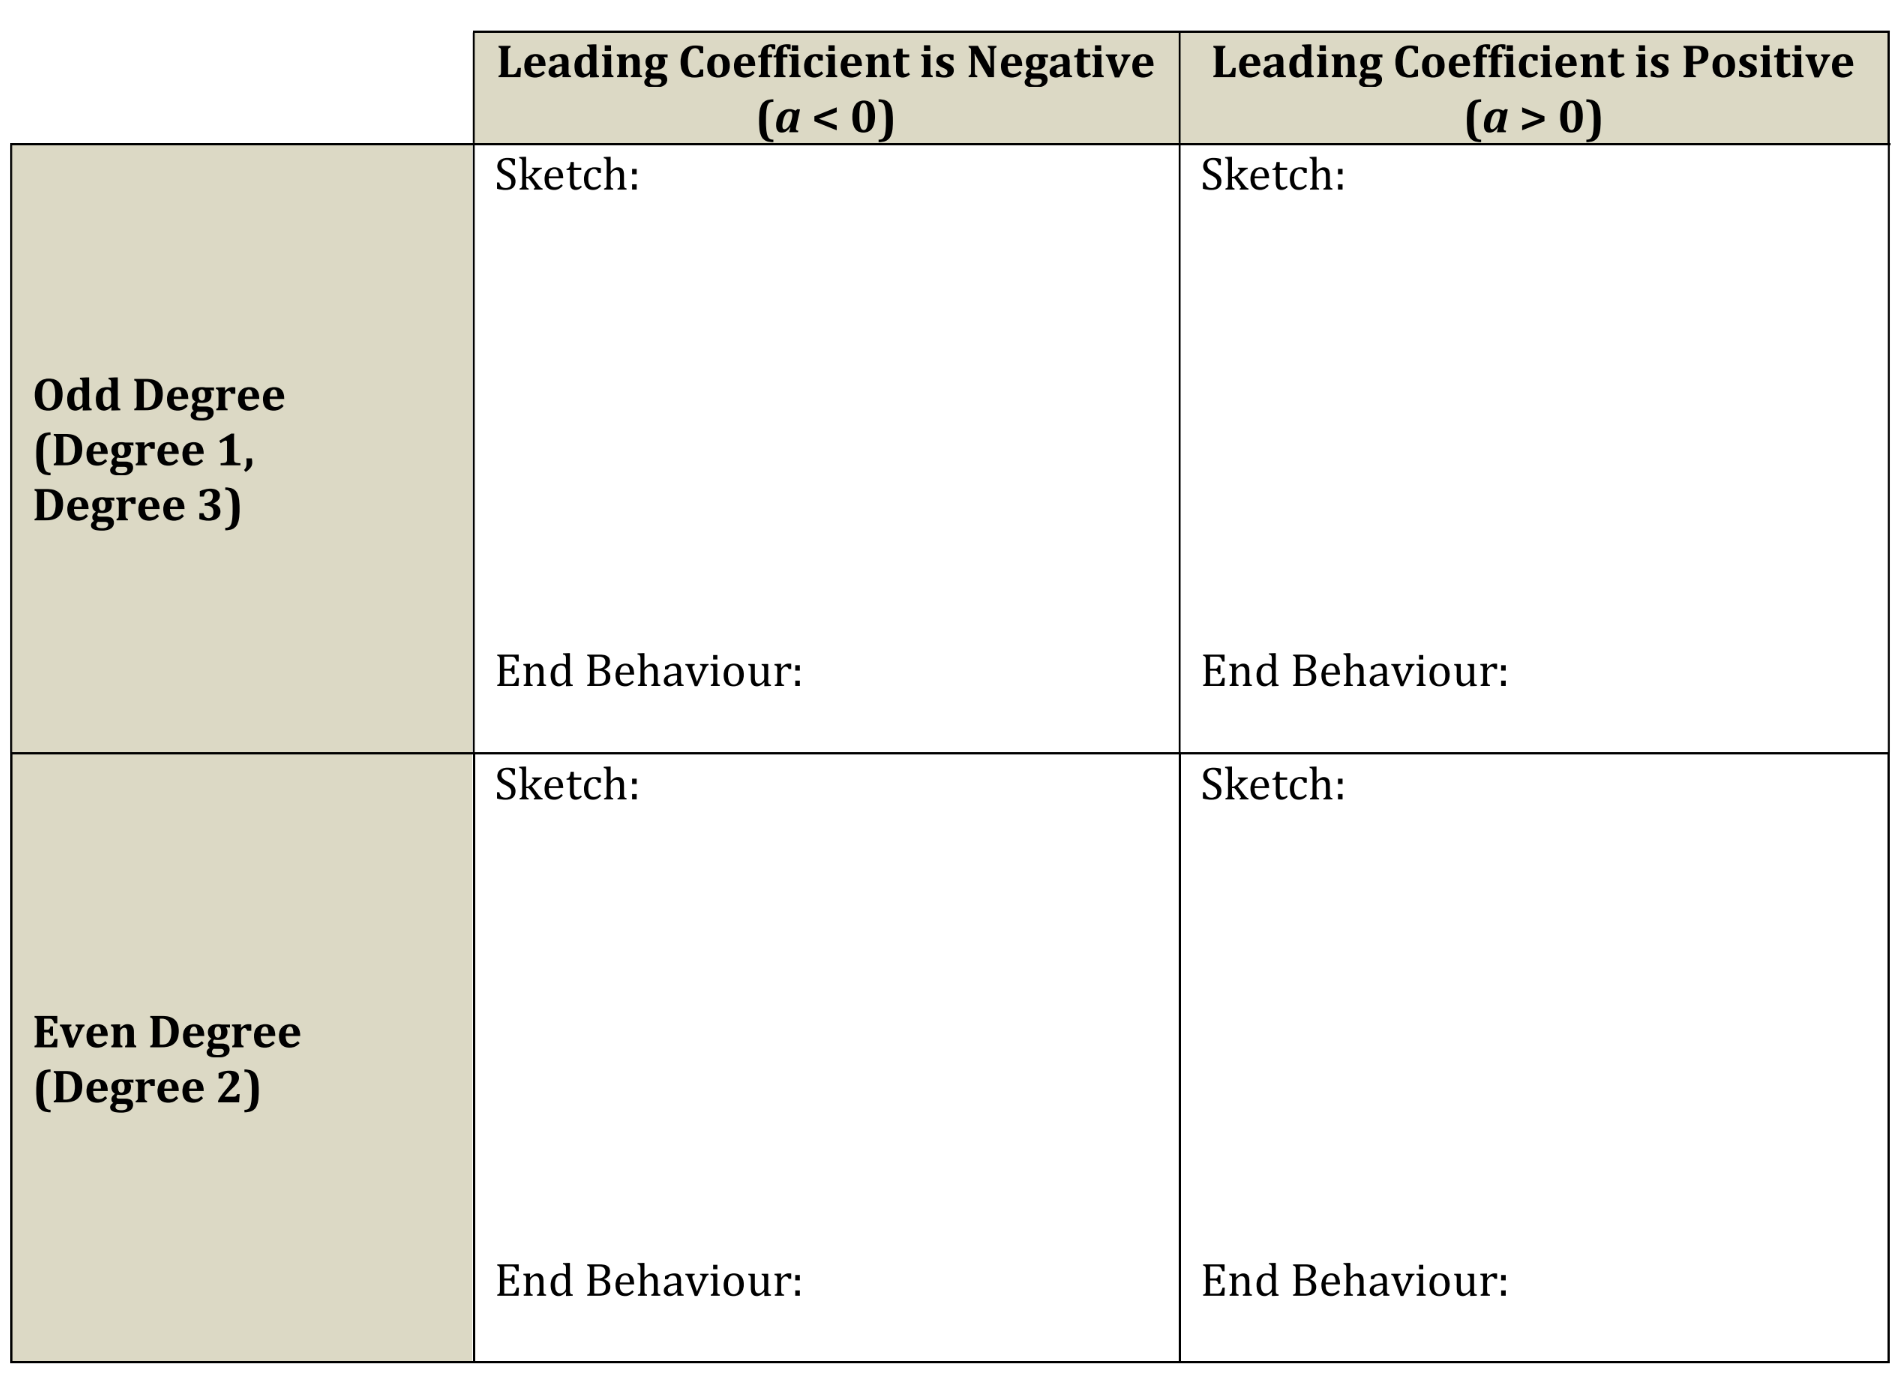 Leading Coefficient is Negative
(a < 0)
Leading Coefficient is Positive
(a > 0)
Odd Degree
(Degree 1,
Degree 3)
Sketch:
End Behaviour:
Sketch:
End Behaviour:
Even Degree
(Degree 2)
Sketch:
End Behaviour:
Sketch:
End Behaviour: